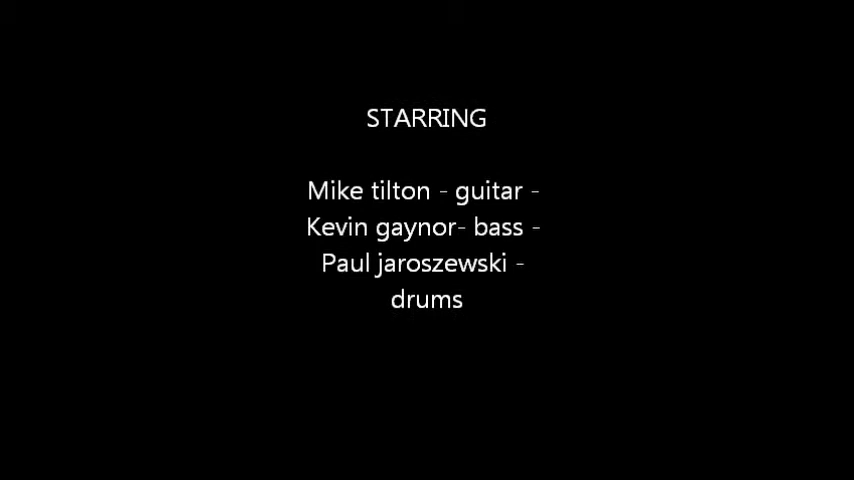 STARRING
Mike tilton - guitar -
Kevin gaynor- bass -
Paul jaroszewski -
drums